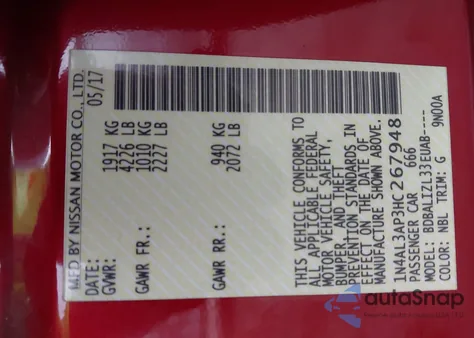 MFD BY NISSAN MOTOR CO., LTD.
DATE: 05/17
GVWR: 1917 KG
4226 LB
GAWR FR.: 1010 KG
2227 LB
GAWR RR.: 940 KG
2072 LB
THIS VEHICLE CONFORMS TO
ALL APPLICABLE FEDERAL
MOTOR VEHICLE SAFETY,
BUMPER, AND THEFT
PREVENTION STANDARDS IN
EFFECT ON THE DATE OF
MANUFACTURE SHOWN ABOVE.
1N4AL3AP3HC267948
PASSENGER CAR 666
MODEL: BDBALIZL33EUAB----
COLOR: NBL TRIM: G 9N00A
autoSnap